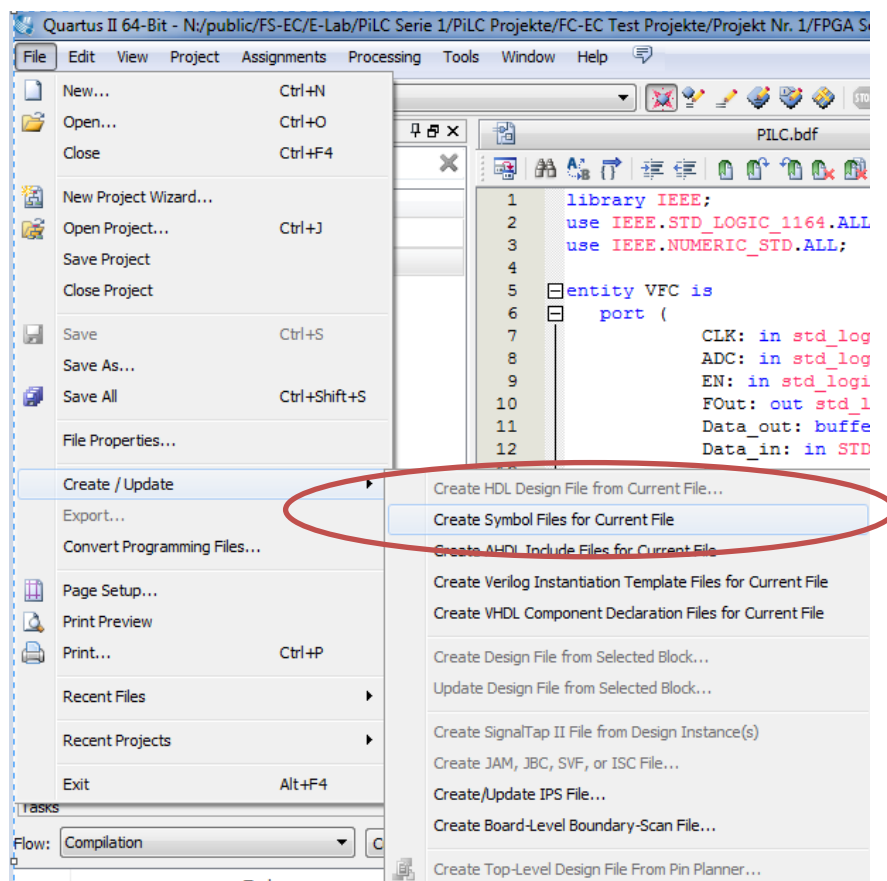 Quartus II 64-Bit - N:/public/FS-EC/E-Lab/PiLC Serie 1/PiLC Projekte/FC-EC Test Projekte/Projekt Nr. 1/FPGA
File Edit View Project Assignments Processing Tools Window Help
New... Ctrl+N
Open... Ctrl+O
Close Ctrl+F4
New Project Wizard...
Open Project... Ctrl+J
Save Project
Close Project
Save Ctrl+S
Save As...
Save All Ctrl+Shift+S
File Properties...
Create / Update
Export...
Convert Programming Files...
Page Setup...
Print Preview
Print... Ctrl+P
Recent Files
Recent Projects
Exit Alt+F4
PILC.bdf
1 library IEEE;
2 use IEEE.STD_LOGIC_1164.ALL
3 use IEEE.NUMERIC_STD.ALL;
4
5 entity VFC is
6 port (
7 CLK: in std_log
8 ADC: in std_log
9 EN: in std_logi
10 FOut: out std_l
11 Data_out: buffe
12 Data_in: in STD
Create HDL Design File from Current File...
Create Symbol Files for Current File
Create AHDL Include Files for Current File
Create Verilog Instantiation Template Files for Current File
Create VHDL Component Declaration Files for Current File
Create Design File from Selected Block...
Update Design File from Selected Block...
Create SignalTap II File from Design Instance(s)
Create JAM, JBC, SVF, or ISC File...
Create/Update IPS File...
Create Board-Level Boundary-Scan File...
Create Top-Level Design File From Pin Planner...
Tasks
Flow: Compilation